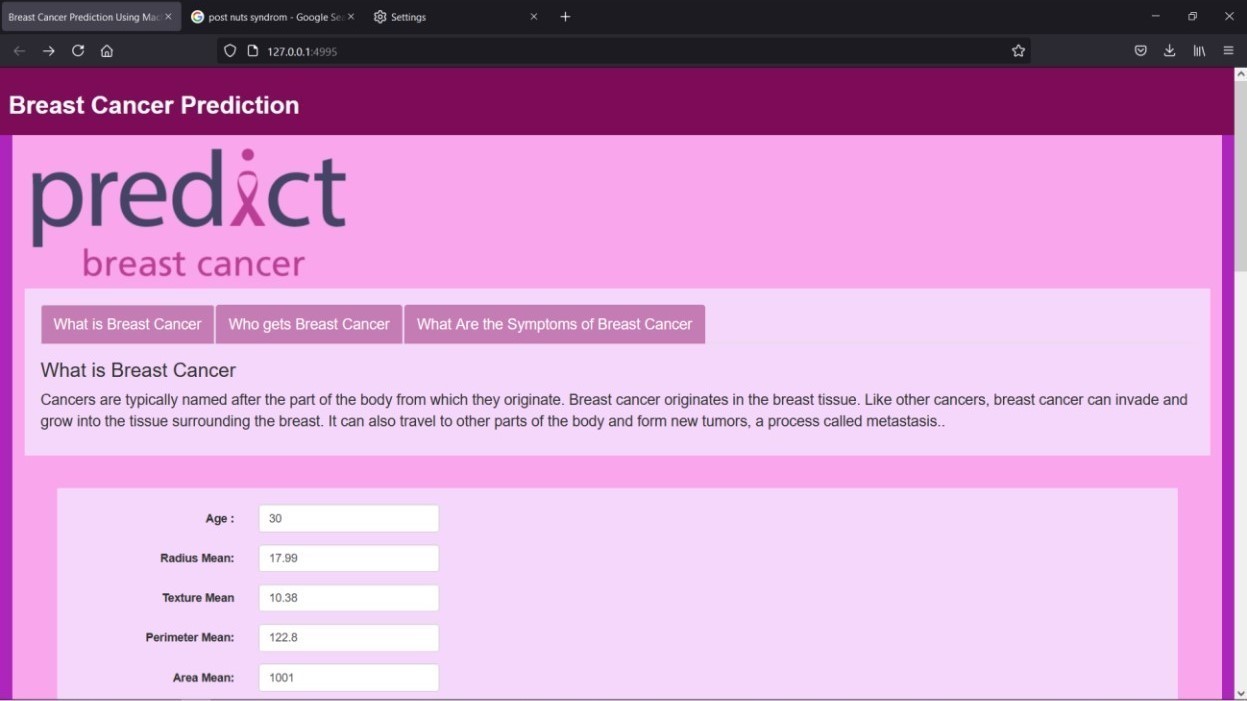 Breast Cancer Prediction Using Mac
post nuts syndrom - Google Sea
Settings
127.0.0.1:4995
Breast Cancer Prediction
predict
breast cancer
What is Breast Cancer
Who gets Breast Cancer
What Are the Symptoms of Breast Cancer
What is Breast Cancer
Cancers are typically named after the part of the body from which they originate. Breast cancer originates in the breast tissue. Like other cancers, breast cancer can invade and
grow into the tissue surrounding the breast. It can also travel to other parts of the body and form new tumors, a process called metastasis..
Age : 30
Radius Mean: 17.99
Texture Mean 10.38
Perimeter Mean: 122.8
Area Mean: 1001